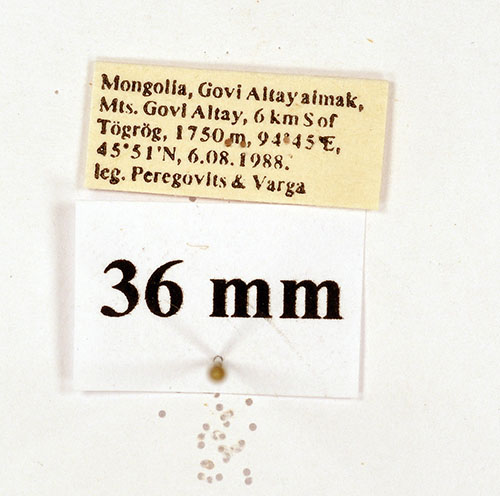 Mongolia, Govi Altay aimak,
Mts. Govi Altay, 6 km S of
Tögrög, 1750 m, 94°45'E,
45°51'N, 6.08.1988.
leg. Peregovits & Varga
36 mm